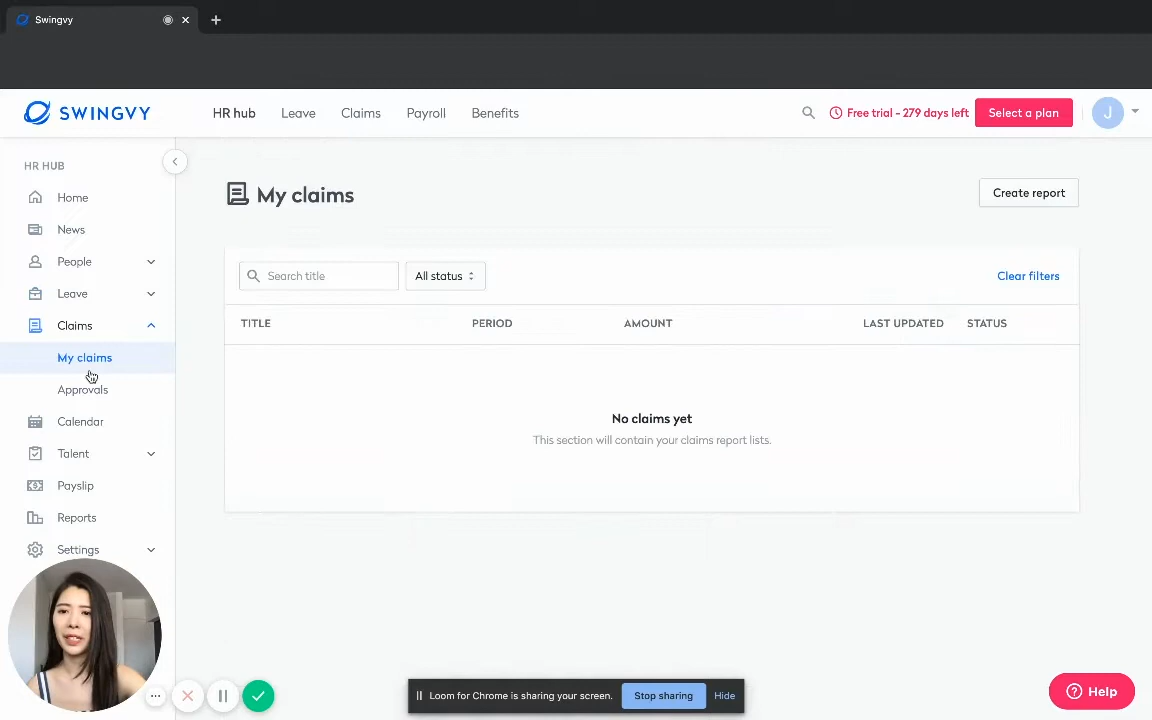 Swingvy
SWINGVY
HR hub
Leave
Claims
Payroll
Benefits
Free trial - 279 days left
Select a plan
J
HR HUB
Home
News
People
Leave
Claims
My claims
Approvals
Calendar
Talent
Payslip
Reports
Settings
My claims
Create report
Search title
All status
Clear filters
TITLE
PERIOD
AMOUNT
LAST UPDATED
STATUS
No claims yet
This section will contain your claims report lists.
Loom for Chrome is sharing your screen.
Stop sharing
Hide
Help